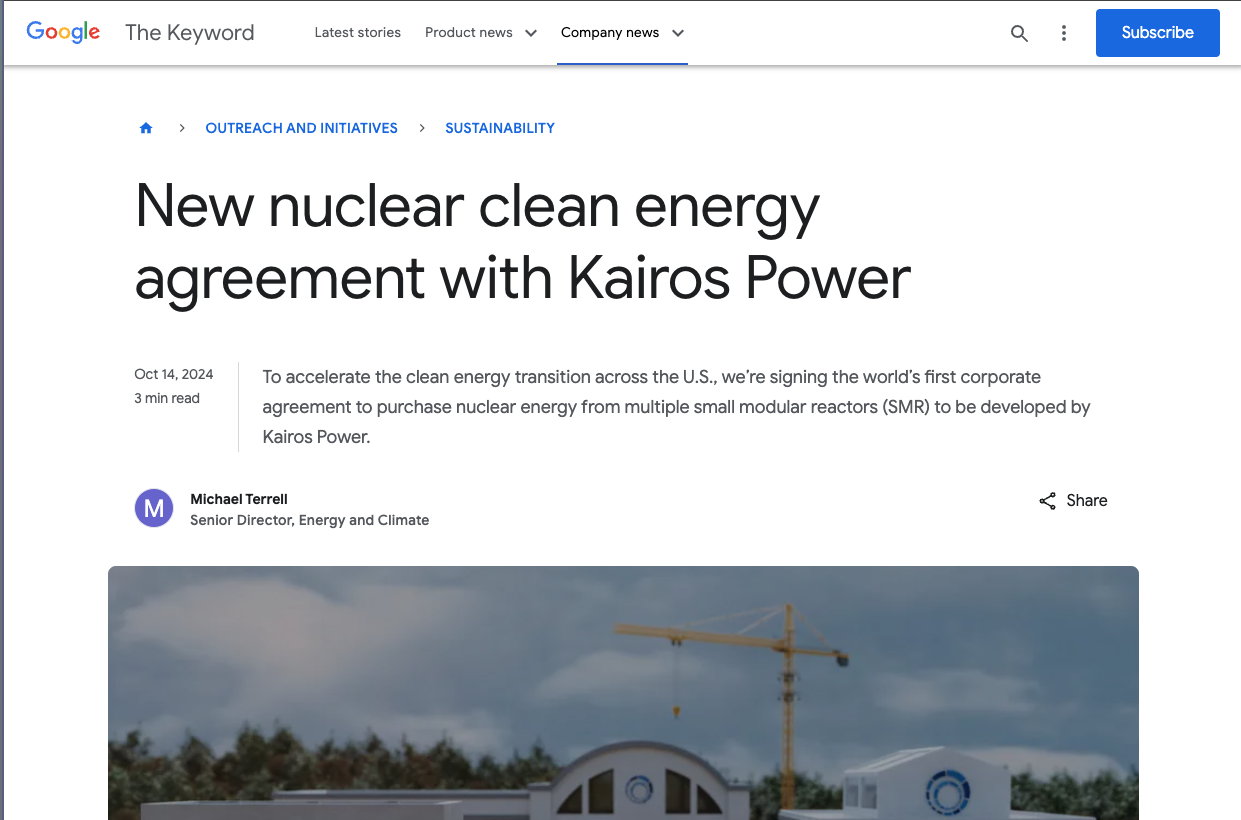 Google The Keyword Latest stories Product news Company news Subscribe
OUTREACH AND INITIATIVES SUSTAINABILITY
New nuclear clean energy
agreement with Kairos Power
Oct 14, 2024
3 min read
To accelerate the clean energy transition across the U.S., we’re signing the world’s first corporate
agreement to purchase nuclear energy from multiple small modular reactors (SMR) to be developed by
Kairos Power.
M
Michael Terrell
Senior Director, Energy and Climate
Share